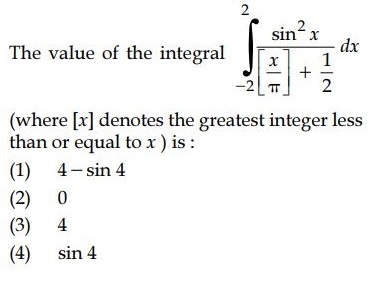 The value of the integral \int_{-2}^{2} \frac{\sin^2 x}{\left[\frac{x}{\pi}\right] + \frac{1}{2}} dx
(where [x] denotes the greatest integer less
than or equal to x ) is :
(1) 4 – sin 4
(2) 0
(3) 4
(4) sin 4